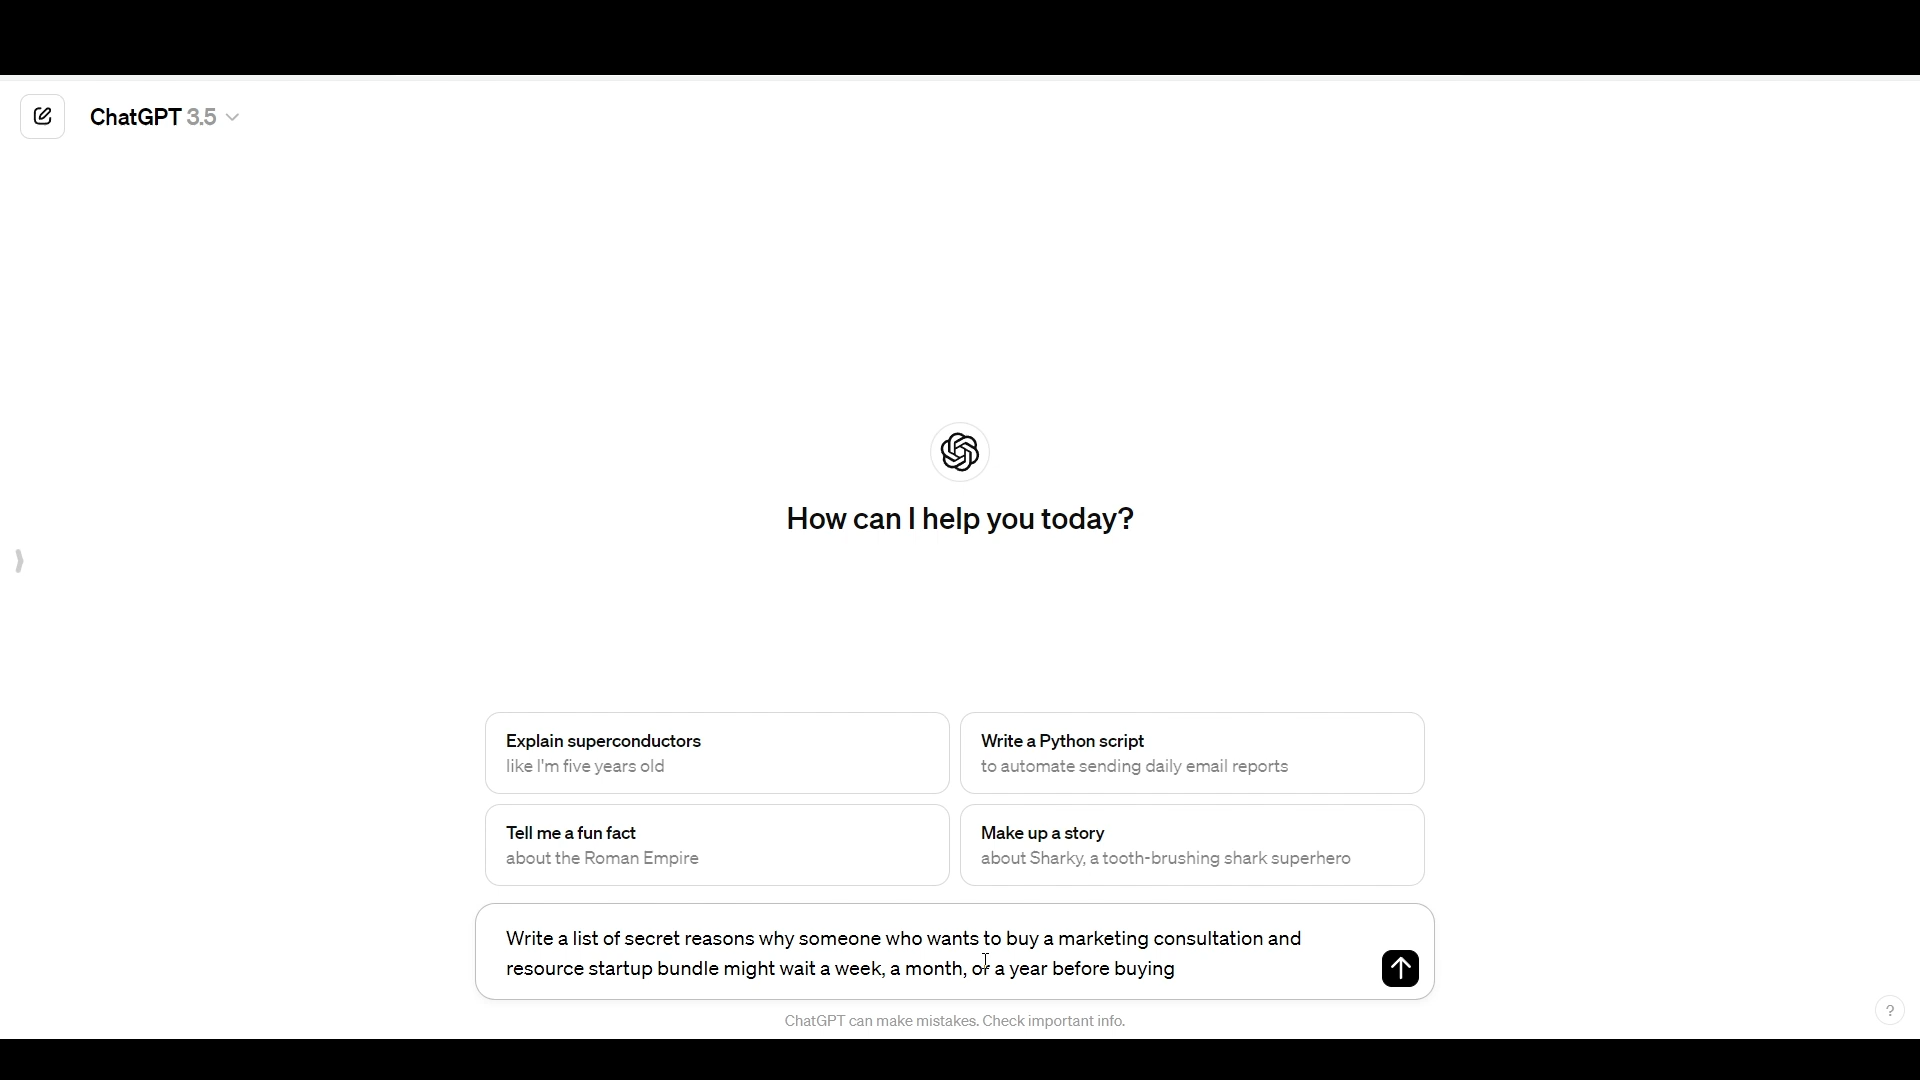 ChatGPT 3.5
How can I help you today?
Explain superconductors
like I'm five years old
Write a Python script
to automate sending daily email reports
Tell me a fun fact
about the Roman Empire
Make up a story
about Sharky, a tooth-brushing shark superhero
Write a list of secret reasons why someone who wants to buy a marketing consultation and
resource startup bundle might wait a week, a month, or a year before buying
ChatGPT can make mistakes. Check important info.
?